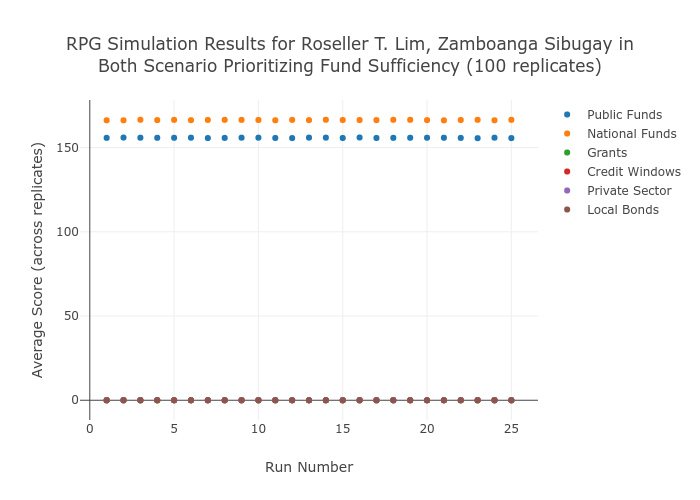 RPG Simulation Results for Roseller T. Lim, Zamboanga Sibugay in
Both Scenario Prioritizing Fund Sufficiency (100 replicates)
Public Funds
National Funds
Grants
Credit Windows
Private Sector
Local Bonds
Average Score (across replicates)
150
100
50
0
0 5 10 15 20 25
Run Number